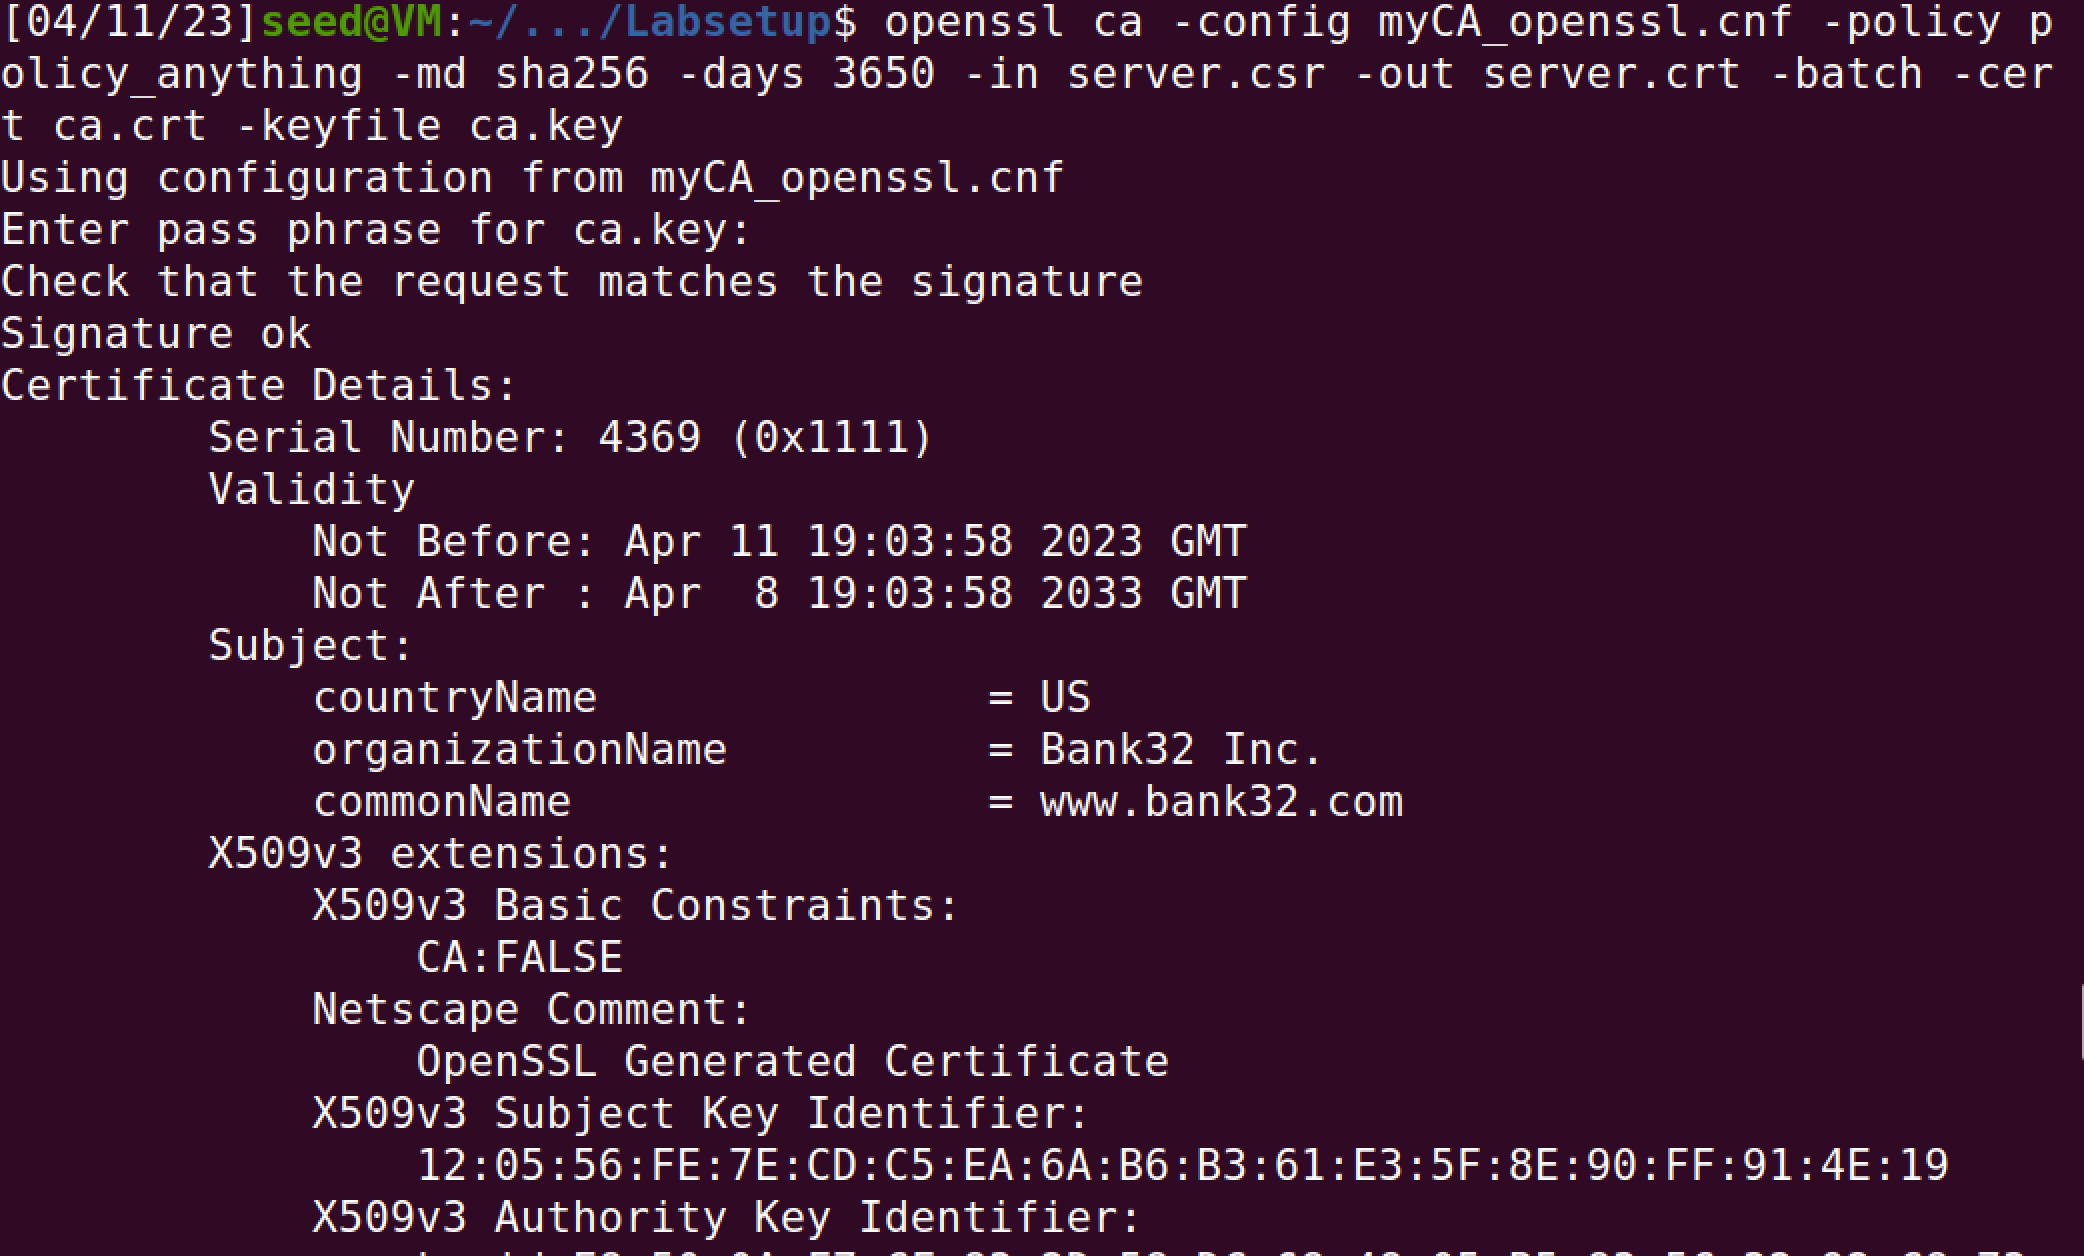 [04/11/23]seed@VM:~/.../Labsetup$ openssl ca -config myCA_openssl.cnf -policy p
olicy_anything -md sha256 -days 3650 -in server.csr -out server.crt -batch -cer
t ca.crt -keyfile ca.key
Using configuration from myCA_openssl.cnf
Enter pass phrase for ca.key:
Check that the request matches the signature
Signature ok
Certificate Details:
        Serial Number: 4369 (0x1111)
        Validity
            Not Before: Apr 11 19:03:58 2023 GMT
            Not After : Apr  8 19:03:58 2033 GMT
        Subject:
            countryName               = US
            organizationName          = Bank32 Inc.
            commonName                = www.bank32.com
        X509v3 extensions:
            X509v3 Basic Constraints:
                CA:FALSE
            Netscape Comment:
                OpenSSL Generated Certificate
            X509v3 Subject Key Identifier:
                12:05:56:FE:7E:CD:C5:EA:6A:B6:B3:61:E3:5F:8E:90:FF:91:4E:19
            X509v3 Authority Key Identifier: